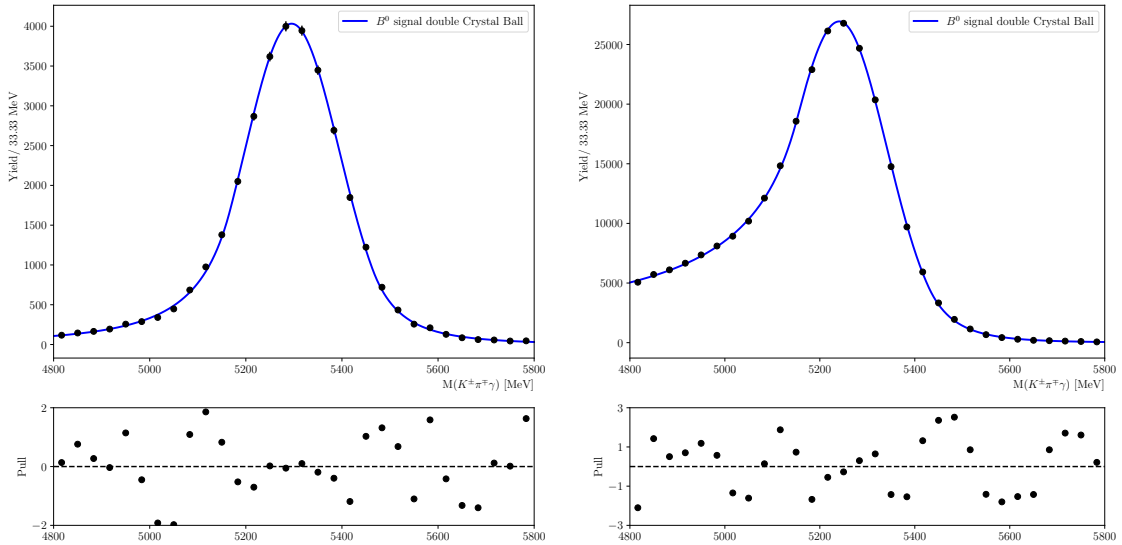 B⁰ signal double Crystal Ball
4000
3500
3000
2500
2000
1500
1000
500
0
Yield/ 33.33 MeV
4800 5000 5200 5400 5600 5800
M(K±π∓γ) [MeV]
2
0
−2
Pull
4800 5000 5200 5400 5600 5800
B⁰ signal double Crystal Ball
25000
20000
15000
10000
5000
0
Yield/ 33.33 MeV
4800 5000 5200 5400 5600 5800
M(K±π∓γ) [MeV]
3
1
−1
−3
Pull
4800 5000 5200 5400 5600 5800